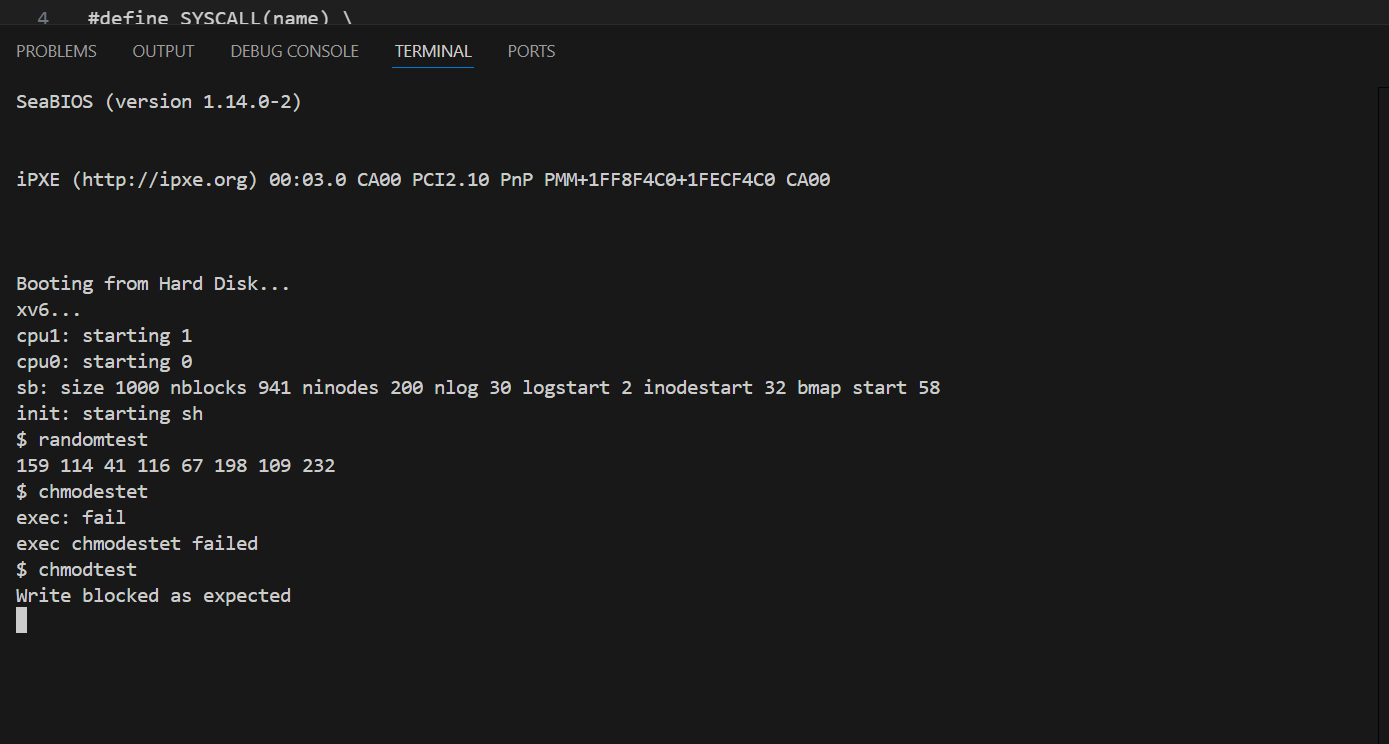 4 #define SYSCALL(name) \
PROBLEMS OUTPUT DEBUG CONSOLE TERMINAL PORTS
SeaBIOS (version 1.14.0-2)
iPXE (http://ipxe.org) 00:03.0 CA00 PCI2.10 PnP PMM+1FF8F4C0+1FECF4C0 CA00
Booting from Hard Disk...
xv6...
cpu1: starting 1
cpu0: starting 0
sb: size 1000 nblocks 941 ninodes 200 nlog 30 logstart 2 inodestart 32 bmap start 58
init: starting sh
$ randomtest
159 114 41 116 67 198 109 232
$ chmodestet
exec: fail
exec chmodestet failed
$ chmodtest
Write blocked as expected